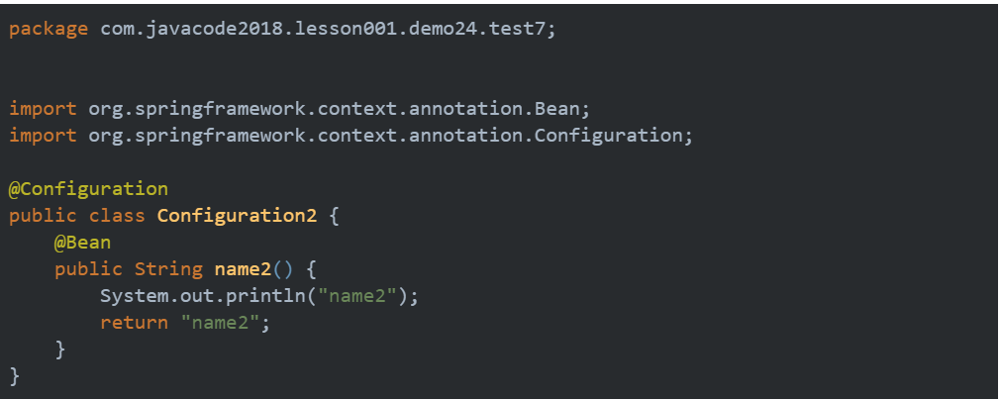 package com.javacode2018.lesson001.demo24.test7;
import org.springframework.context.annotation.Bean;
import org.springframework.context.annotation.Configuration;
@Configuration
public class Configuration2 {
    @Bean
    public String name2() {
        System.out.println("name2");
        return "name2";
    }
}